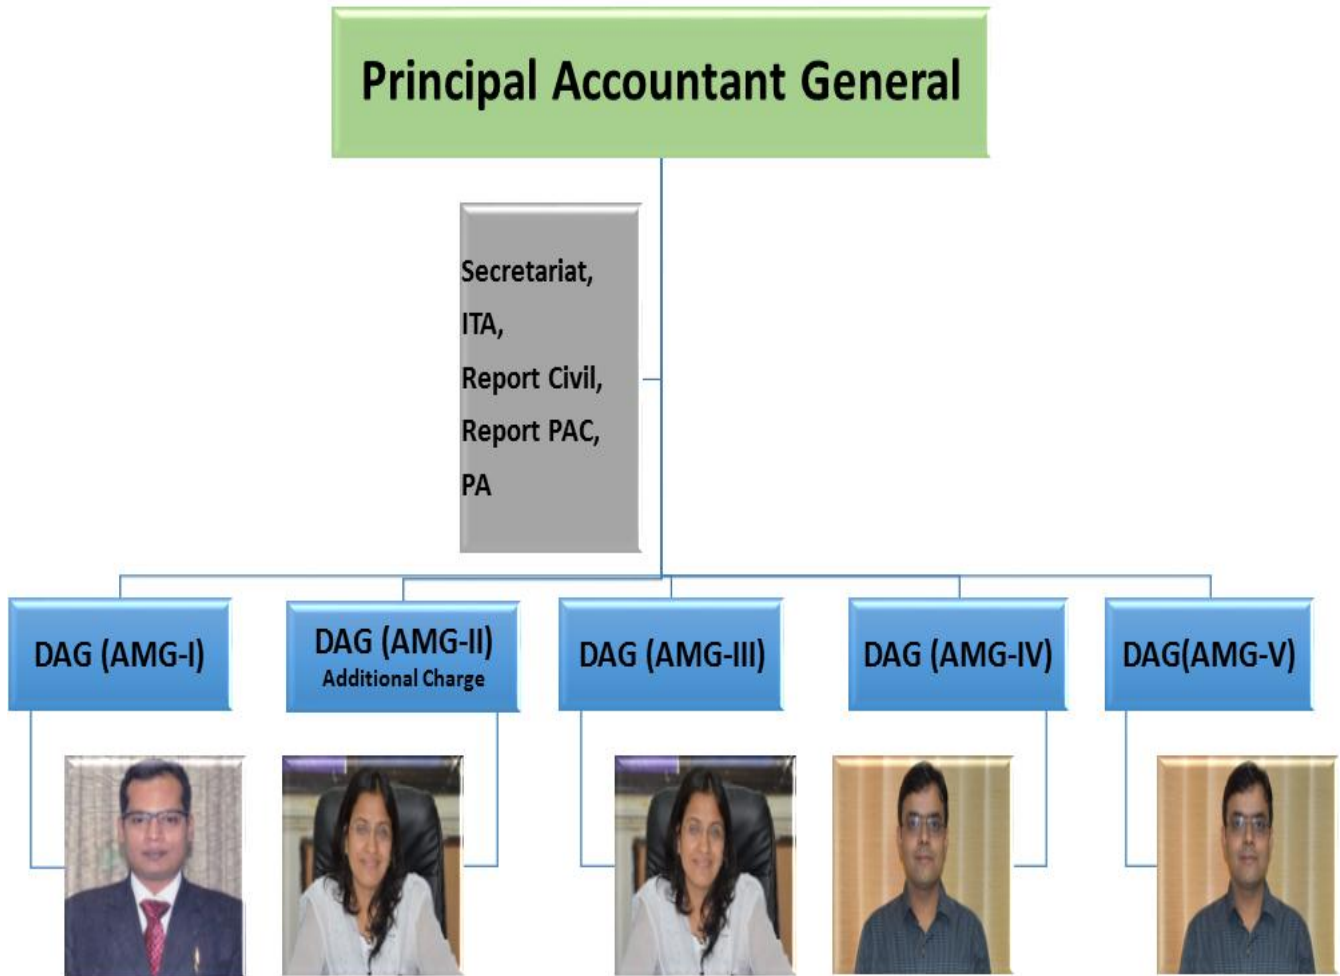 Principal Accountant General
Secretariat,
ITA,
Report Civil,
Report PAC,
PA
DAG (AMG-I)
DAG (AMG-II)
Additional Charge
DAG (AMG-III)
DAG (AMG-IV)
DAG(AMG-V)